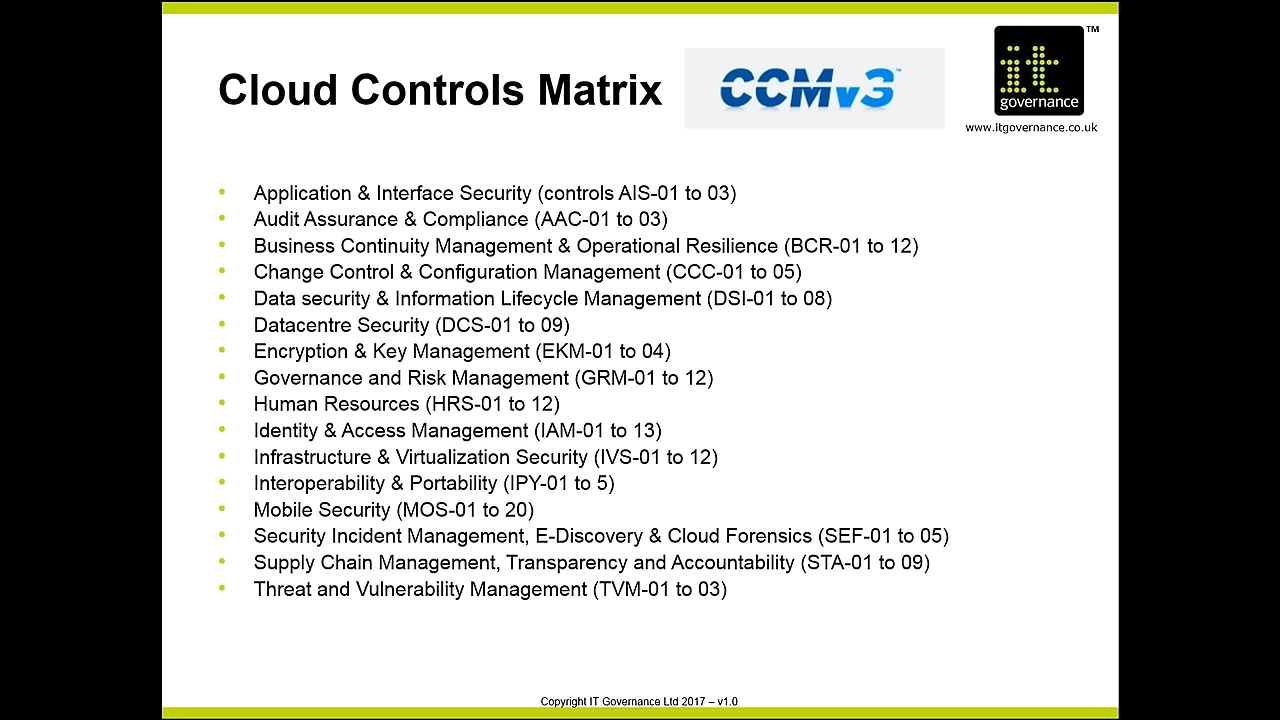 Cloud Controls Matrix
CCMv3™
it
governance
™
www.itgovernance.co.uk
• Application & Interface Security (controls AIS-01 to 03)
• Audit Assurance & Compliance (AAC-01 to 03)
• Business Continuity Management & Operational Resilience (BCR-01 to 12)
• Change Control & Configuration Management (CCC-01 to 05)
• Data security & Information Lifecycle Management (DSI-01 to 08)
• Datacentre Security (DCS-01 to 09)
• Encryption & Key Management (EKM-01 to 04)
• Governance and Risk Management (GRM-01 to 12)
• Human Resources (HRS-01 to 12)
• Identity & Access Management (IAM-01 to 13)
• Infrastructure & Virtualization Security (IVS-01 to 12)
• Interoperability & Portability (IPY-01 to 5)
• Mobile Security (MOS-01 to 20)
• Security Incident Management, E-Discovery & Cloud Forensics (SEF-01 to 05)
• Supply Chain Management, Transparency and Accountability (STA-01 to 09)
• Threat and Vulnerability Management (TVM-01 to 03)
Copyright IT Governance Ltd 2017 – v1.0